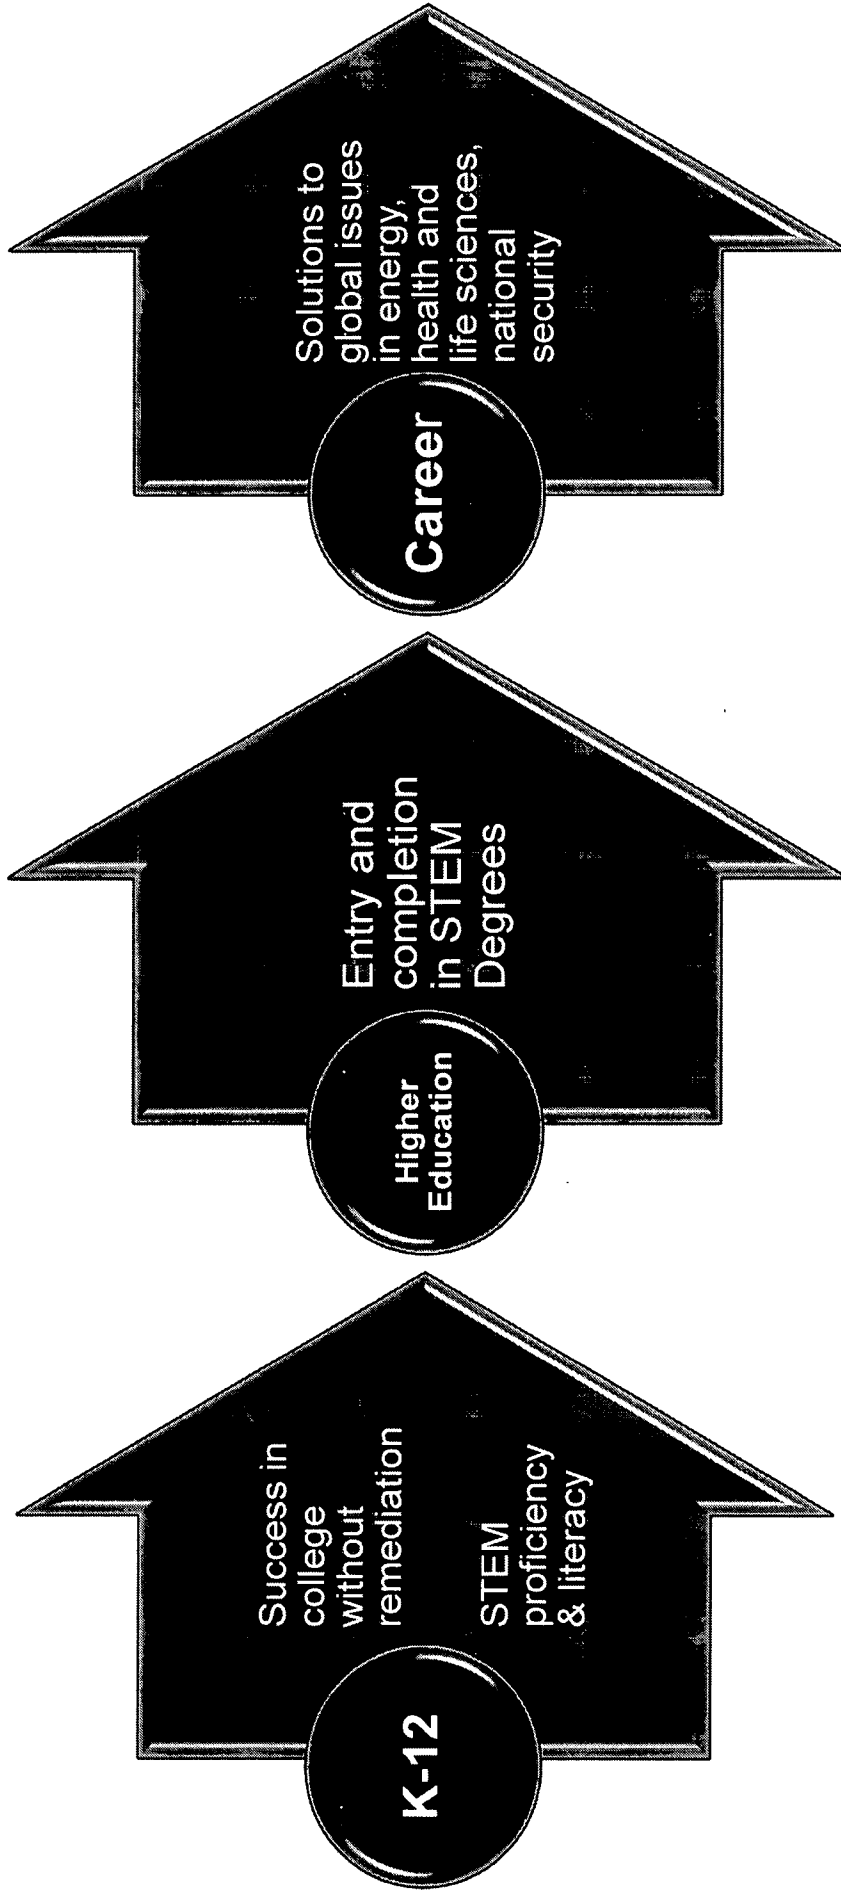 K-12
Success in
college
without
remediation
STEM
proficiency
& literacy
Higher
Education
Entry and
completion
in STEM
Degrees
Career
Solutions to
global issues
in energy,
health and
life sciences,
national
security